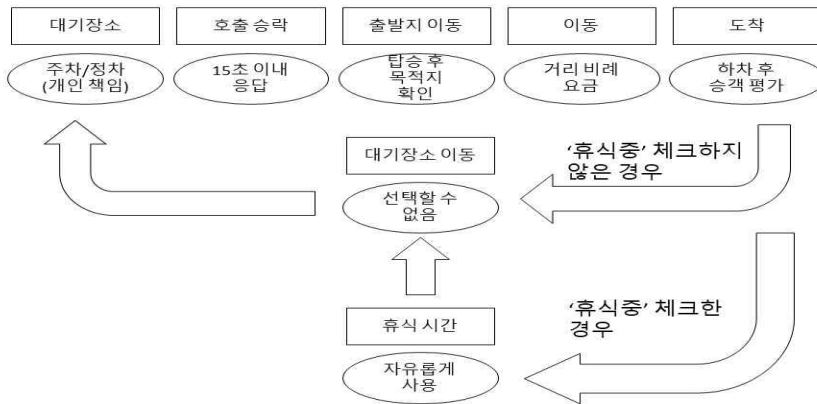 대기장소
호출 승락
출발지 이동
이동
도착
주차/정차
(개인 책임)
15초 이내
응답
탑승 후
목적지
확인
거리 비례
요금
하차 후
승객 평가
대기장소 이동
선택할 수
없음
‘휴식중’ 체크하지
않은 경우
휴식 시간
자유롭게
사용
‘휴식중’ 체크한
경우